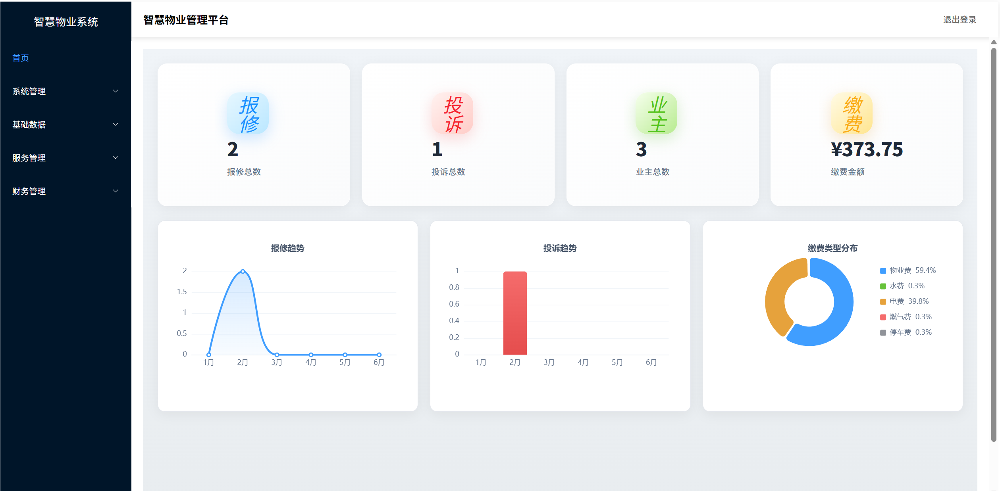 智慧物业系统
智慧物业管理平台
退出登录
首页
系统管理
基础数据
服务管理
财务管理
报
修
2
报修总数
投
诉
1
投诉总数
业
主
3
业主总数
缴
费
¥373.75
缴费金额
报修趋势
2
1.5
1
0.5
0
1月 2月 3月 4月 5月 6月
投诉趋势
1
0.8
0.6
0.4
0.2
0
1月 2月 3月 4月 5月 6月
缴费类型分布
物业费 59.4%
水费 0.3%
电费 39.8%
燃气费 0.3%
停车费 0.3%